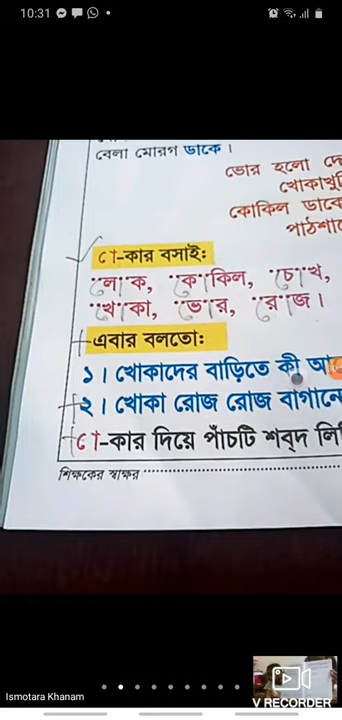 10:31
বেলা মোরগ ডাকে ।
ভোর হলো
খোকাখুকু
কোকিল ডাকে
পাঠশা
ো-কার বসাই:
লোক, কোকিল, চোখ,
খোকা, ভোর, রোজ।
এবার বলতো:
১। খোকাদের বাড়িতে কী
২। খোকা রোজ রোজ বাগানে
ো-কার দিয়ে পাঁচটি শব্দ
শিক্ষকের স্বাক্ষর
Ismotara Khanam
V RECORDER